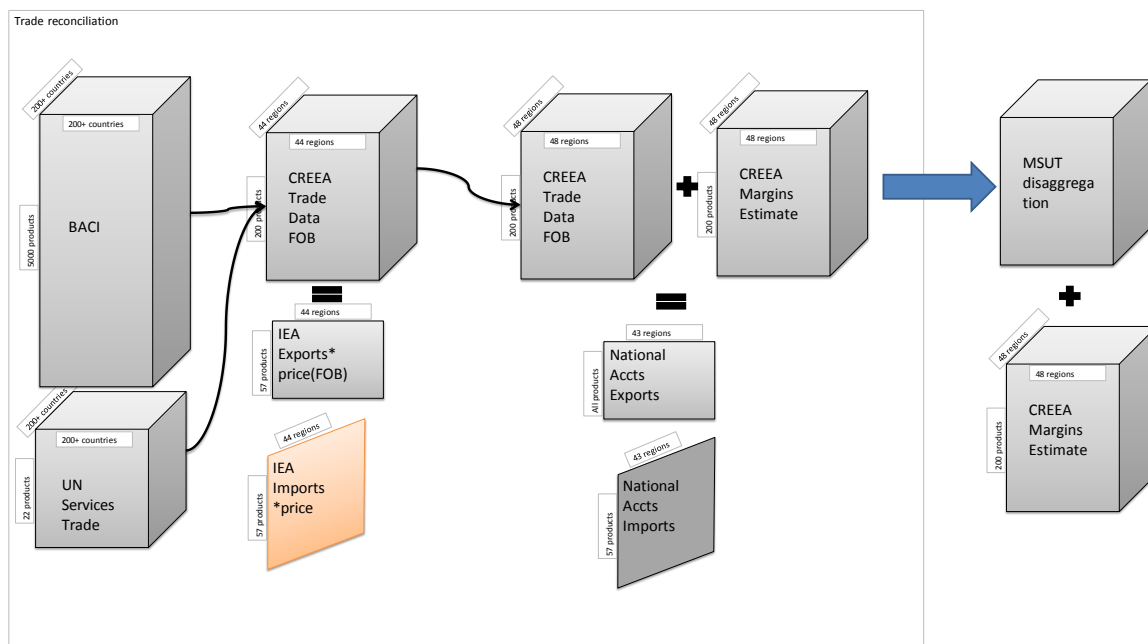 Trade reconciliation
200+ countries
200+ countries
5000 products
BACI
200+ countries
200+ countries
22 products
UN
Services
Trade
44 regions
44 regions
200 products
CREEA
Trade
Data
FOB
44 regions
57 products
IEA
Exports*
price(FOB)
44 regions
57 products
IEA
Imports
*price
48 regions
48 regions
200 products
CREEA
Trade
Data
FOB
48 regions
48 regions
200 products
CREEA
Margins
Estimate
43 regions
All products
National
Accts
Exports
43 regions
57 products
National
Accts
Imports
MSUT
disaggrega
tion
48 regions
48 regions
200 products
CREEA
Margins
Estimate